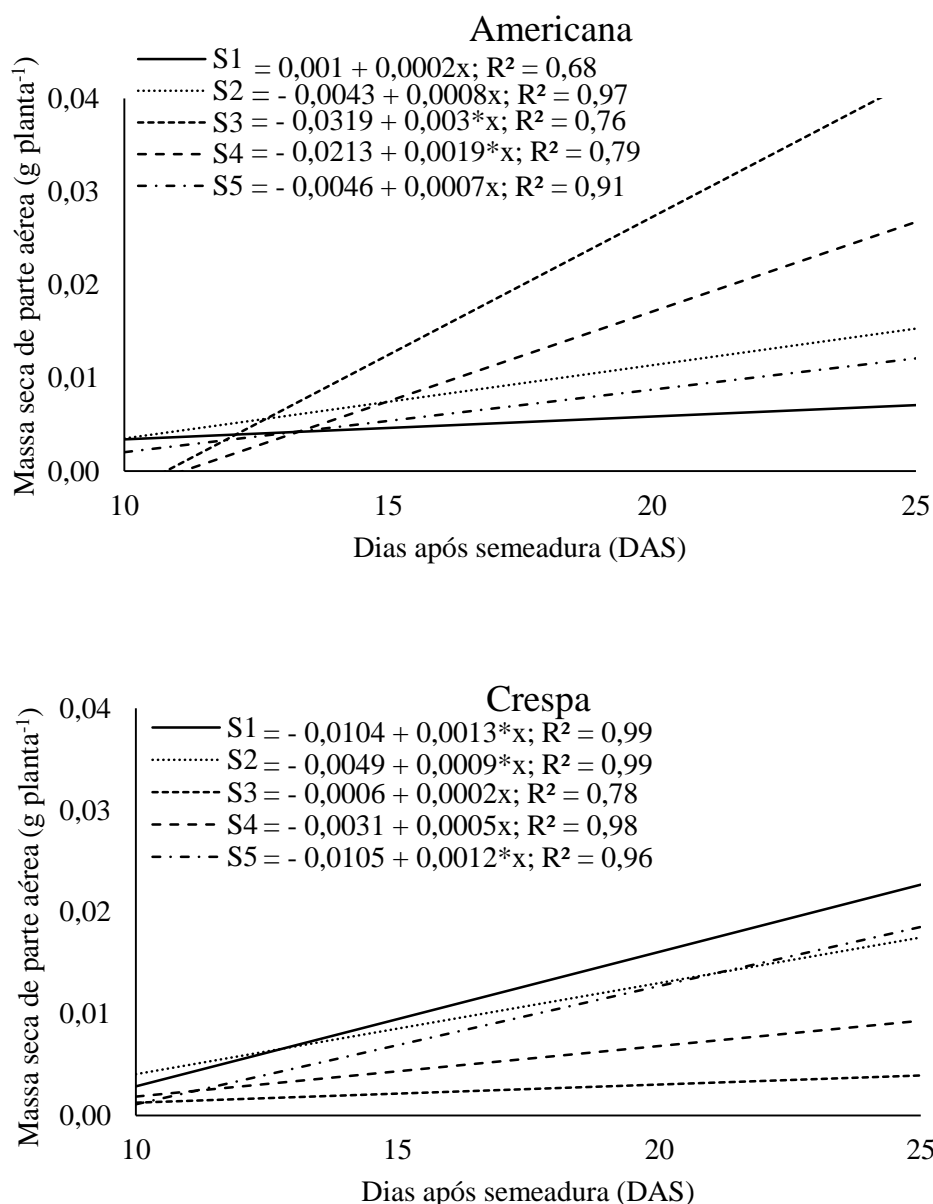 Americana
S1 = 0,001 + 0,0002x; R² = 0,68
S2 = - 0,0043 + 0,0008x; R² = 0,97
S3 = - 0,0319 + 0,003*x; R² = 0,76
S4 = - 0,0213 + 0,0019*x; R² = 0,79
S5 = - 0,0046 + 0,0007x; R² = 0,91
Massa seca de parte aérea (g planta⁻¹)
0,04
0,03
0,02
0,01
0,00
10 15 20 25
Dias após semeadura (DAS)
Crespa
S1 = - 0,0104 + 0,0013*x; R² = 0,99
S2 = - 0,0049 + 0,0009*x; R² = 0,99
S3 = - 0,0006 + 0,0002x; R² = 0,78
S4 = - 0,0031 + 0,0005x; R² = 0,98
S5 = - 0,0105 + 0,0012*x; R² = 0,96
Massa seca de parte aérea (g planta⁻¹)
0,04
0,03
0,02
0,01
0,00
10 15 20 25
Dias após semeadura (DAS)